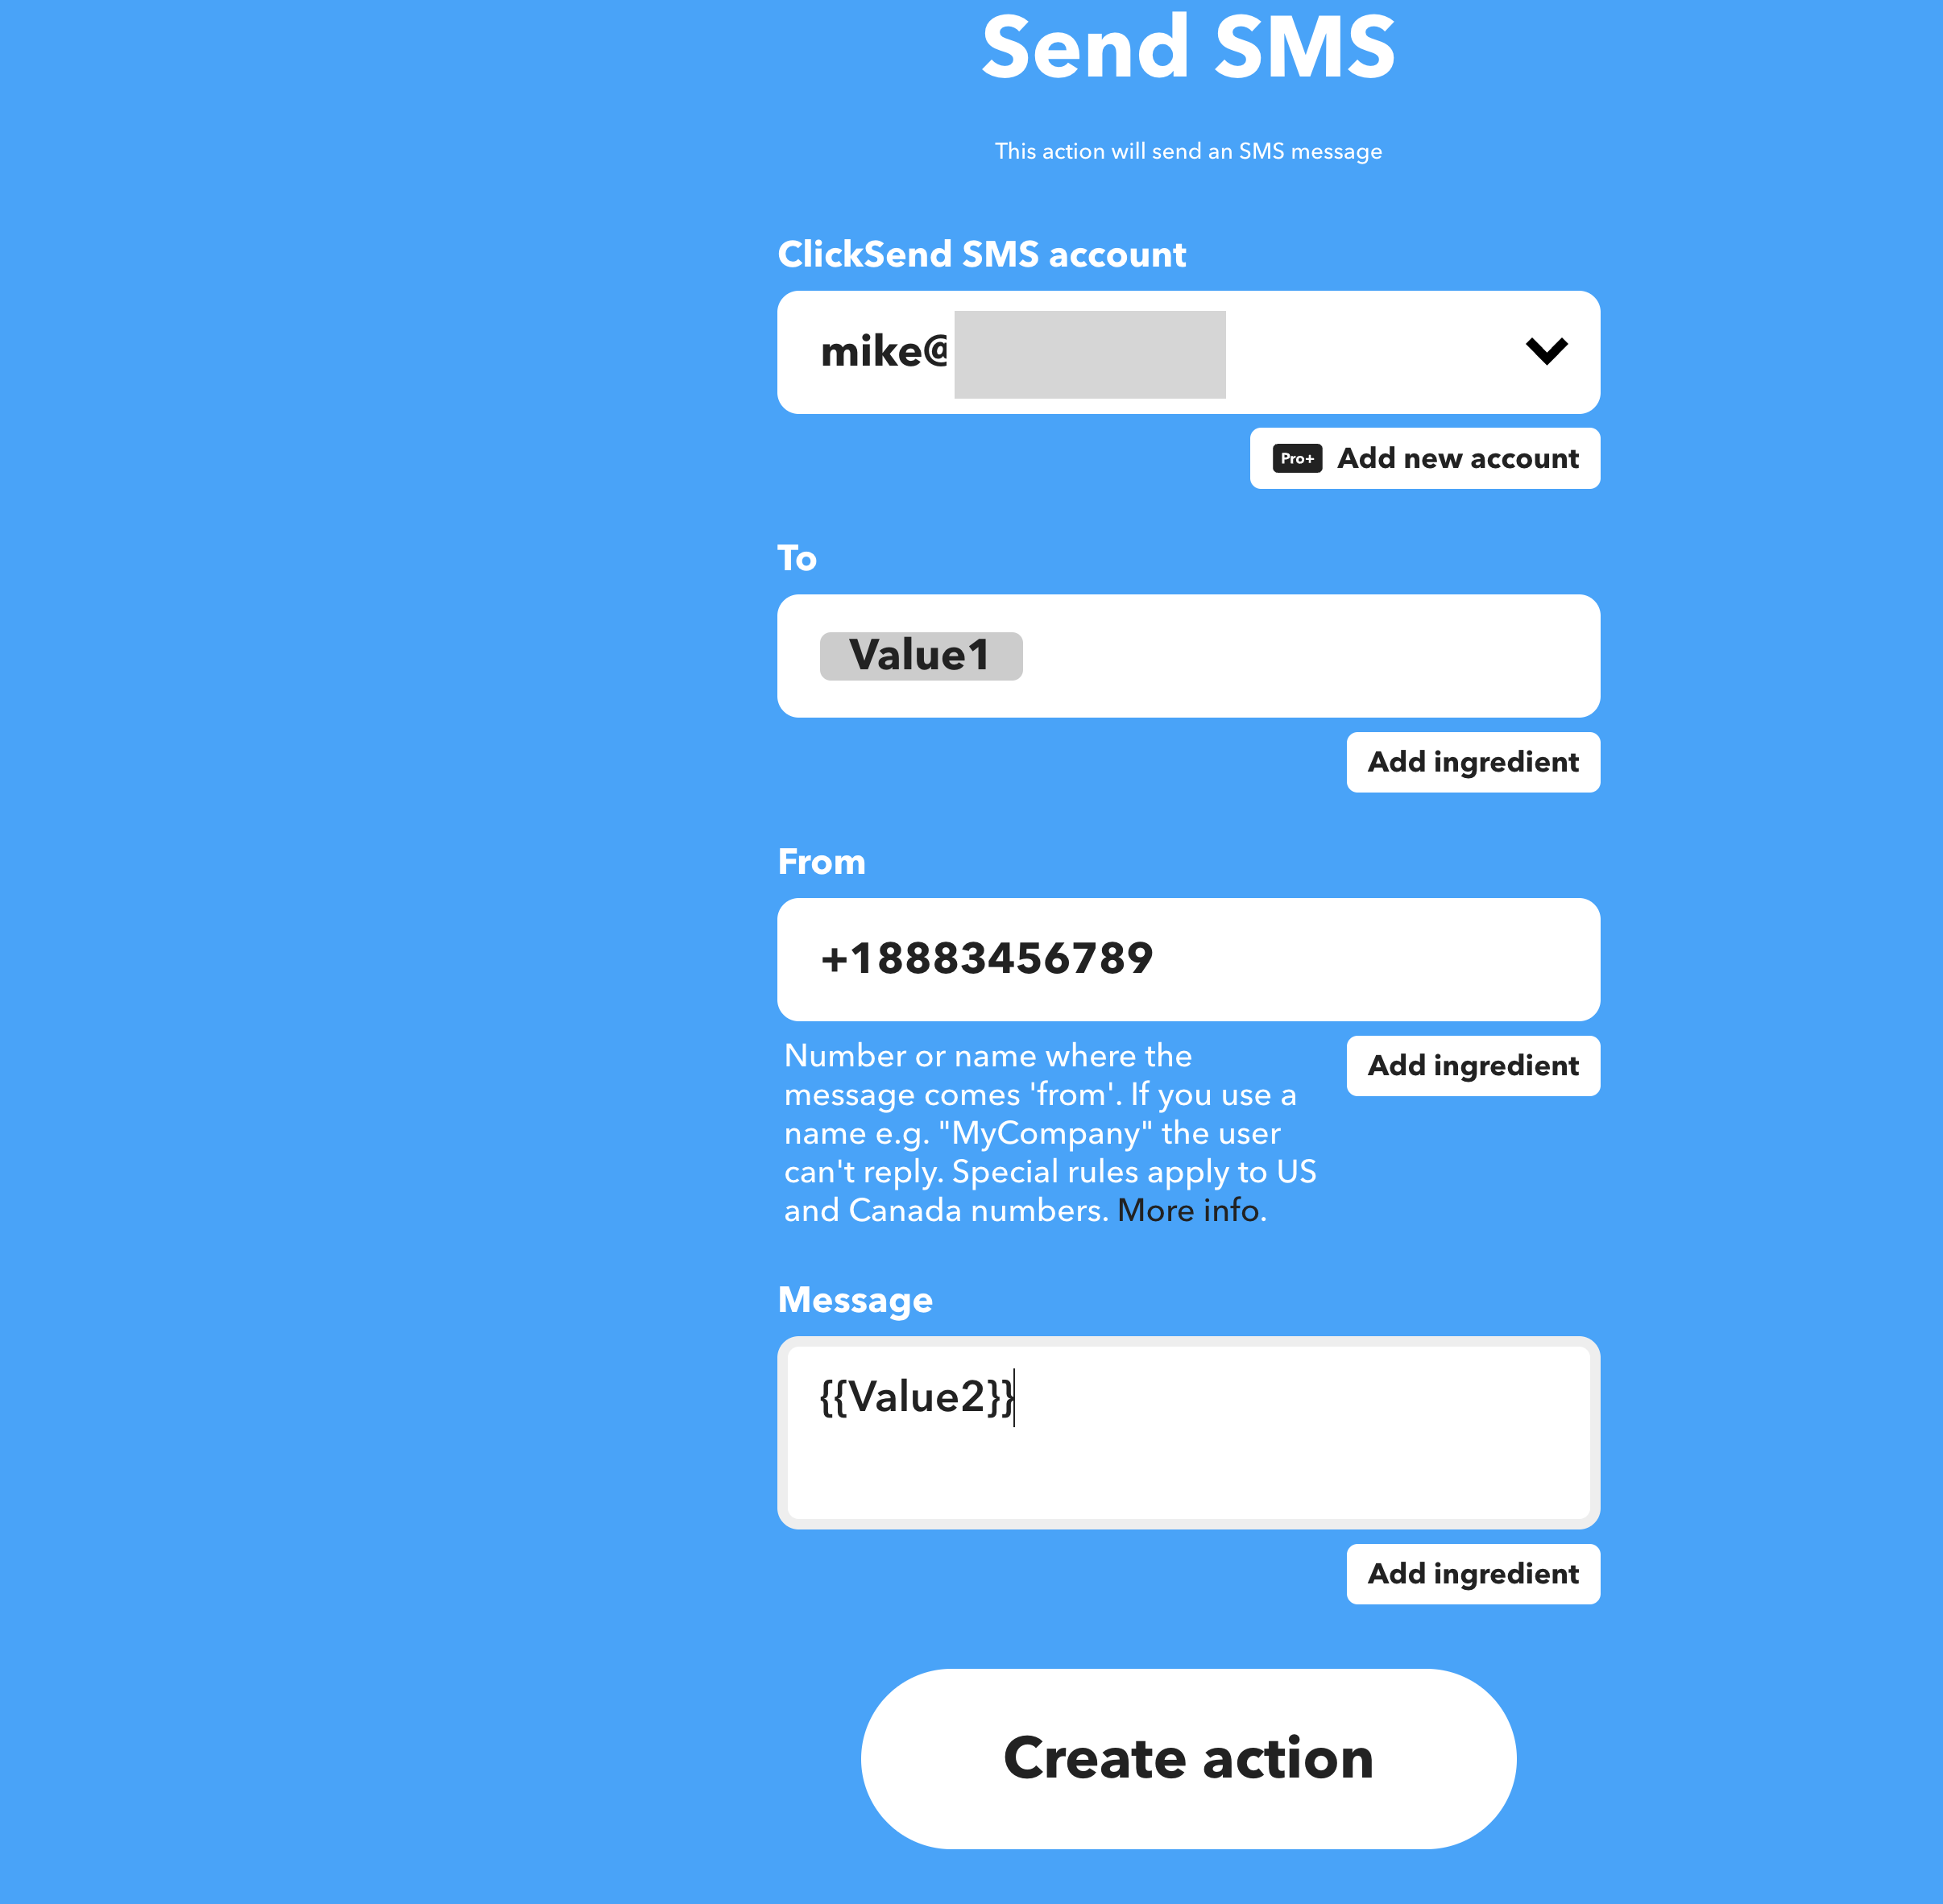 Send SMS
This action will send an SMS message
ClickSend SMS account
mike@
Pro+ Add new account
To
Value1
Add ingredient
From
+18883456789
Number or name where the
message comes 'from'. If you use a
name e.g. "MyCompany" the user
can't reply. Special rules apply to US
and Canada numbers. More info.
Add ingredient
Message
{{Value2}}
Add ingredient
Create action